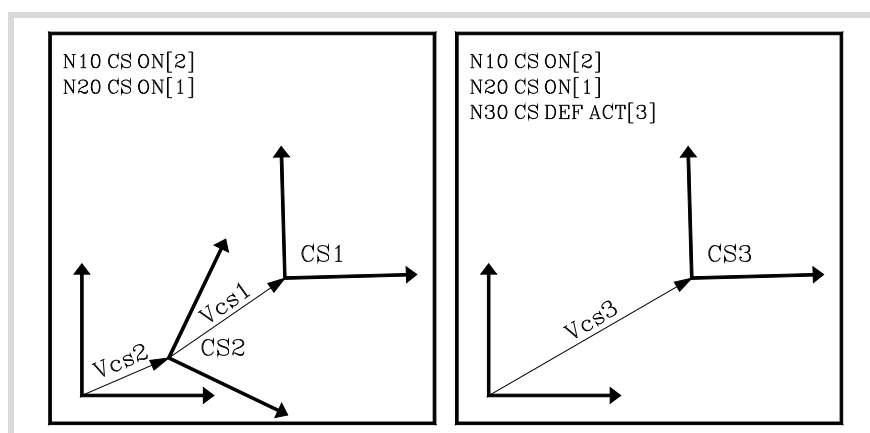 N10 CS ON[2]
N20 CS ON[1]
CS1
Vcs1
CS2
Vcs2
N10 CS ON[2]
N20 CS ON[1]
N30 CS DEF ACT[3]
CS3
Vcs3